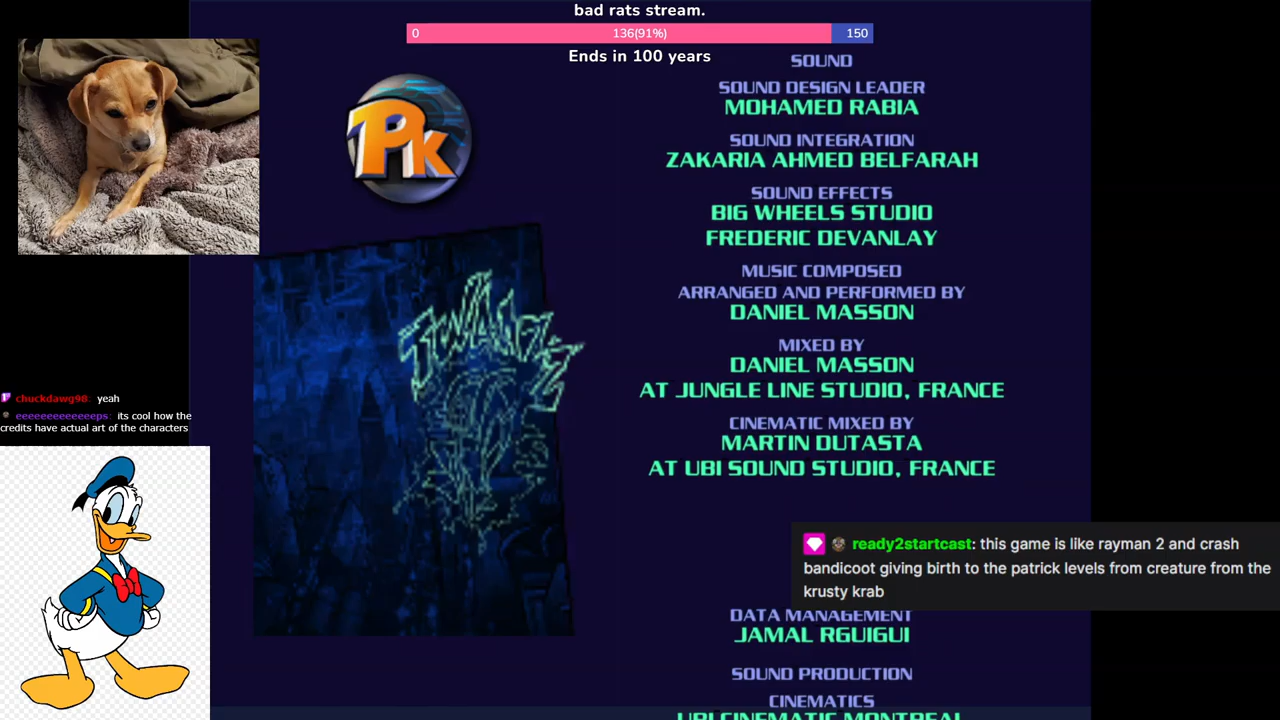 bad rats stream.
0 136(91%) 150
Ends in 100 years
PK
SOUND
SOUND DESIGN LEADER
MOHAMED RABIA
SOUND INTEGRATION
ZAKARIA AHMED BELFARAH
SOUND EFFECTS
BIG WHEELS STUDIO
FREDERIC DEVANLAY
MUSIC COMPOSED
ARRANGED AND PERFORMED BY
DANIEL MASSON
MIXED BY
DANIEL MASSON
AT JUNGLE LINE STUDIO, FRANCE
CINEMATIC MIXED BY
MARTIN DUTASTA
AT UBI SOUND STUDIO, FRANCE
DATA MANAGEMENT
JAMAL RGUIGUI
SOUND PRODUCTION
CINEMATICS
UBI CINEMATIC MONTREAL
chuckdawg98: yeah
eeeeeeeeeeeeeps: its cool how the
credits have actual art of the characters
ready2startcast: this game is like rayman 2 and crash
bandicoot giving birth to the patrick levels from creature from the
krusty krab